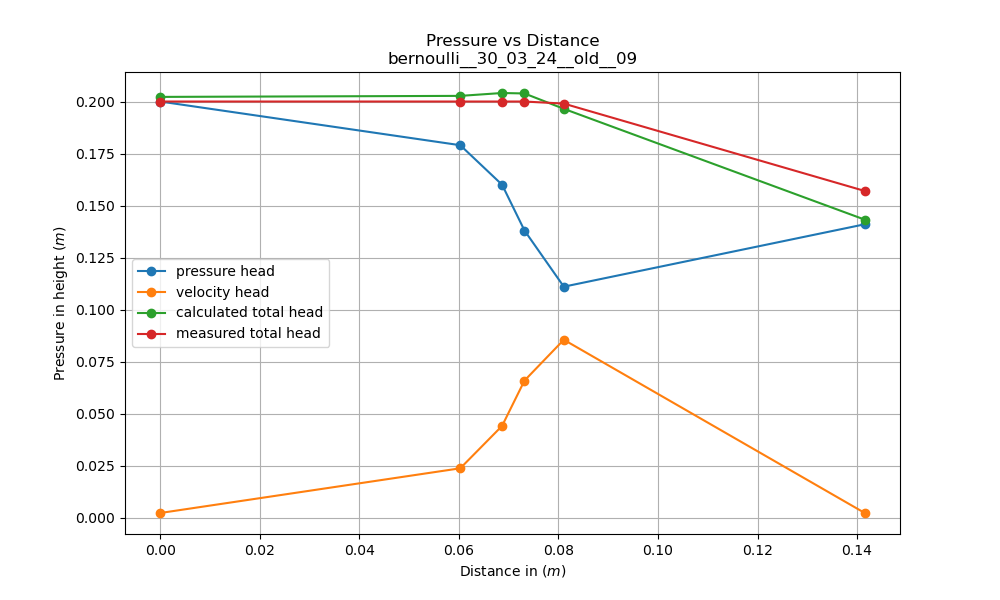 Pressure vs Distance
bernoulli__30_03_24__old__09
0.200
0.175
0.150
0.125
0.100
0.075
0.050
0.025
0.000
Pressure in height (m)
pressure head
velocity head
calculated total head
measured total head
0.00 0.02 0.04 0.06 0.08 0.10 0.12 0.14
Distance in (m)